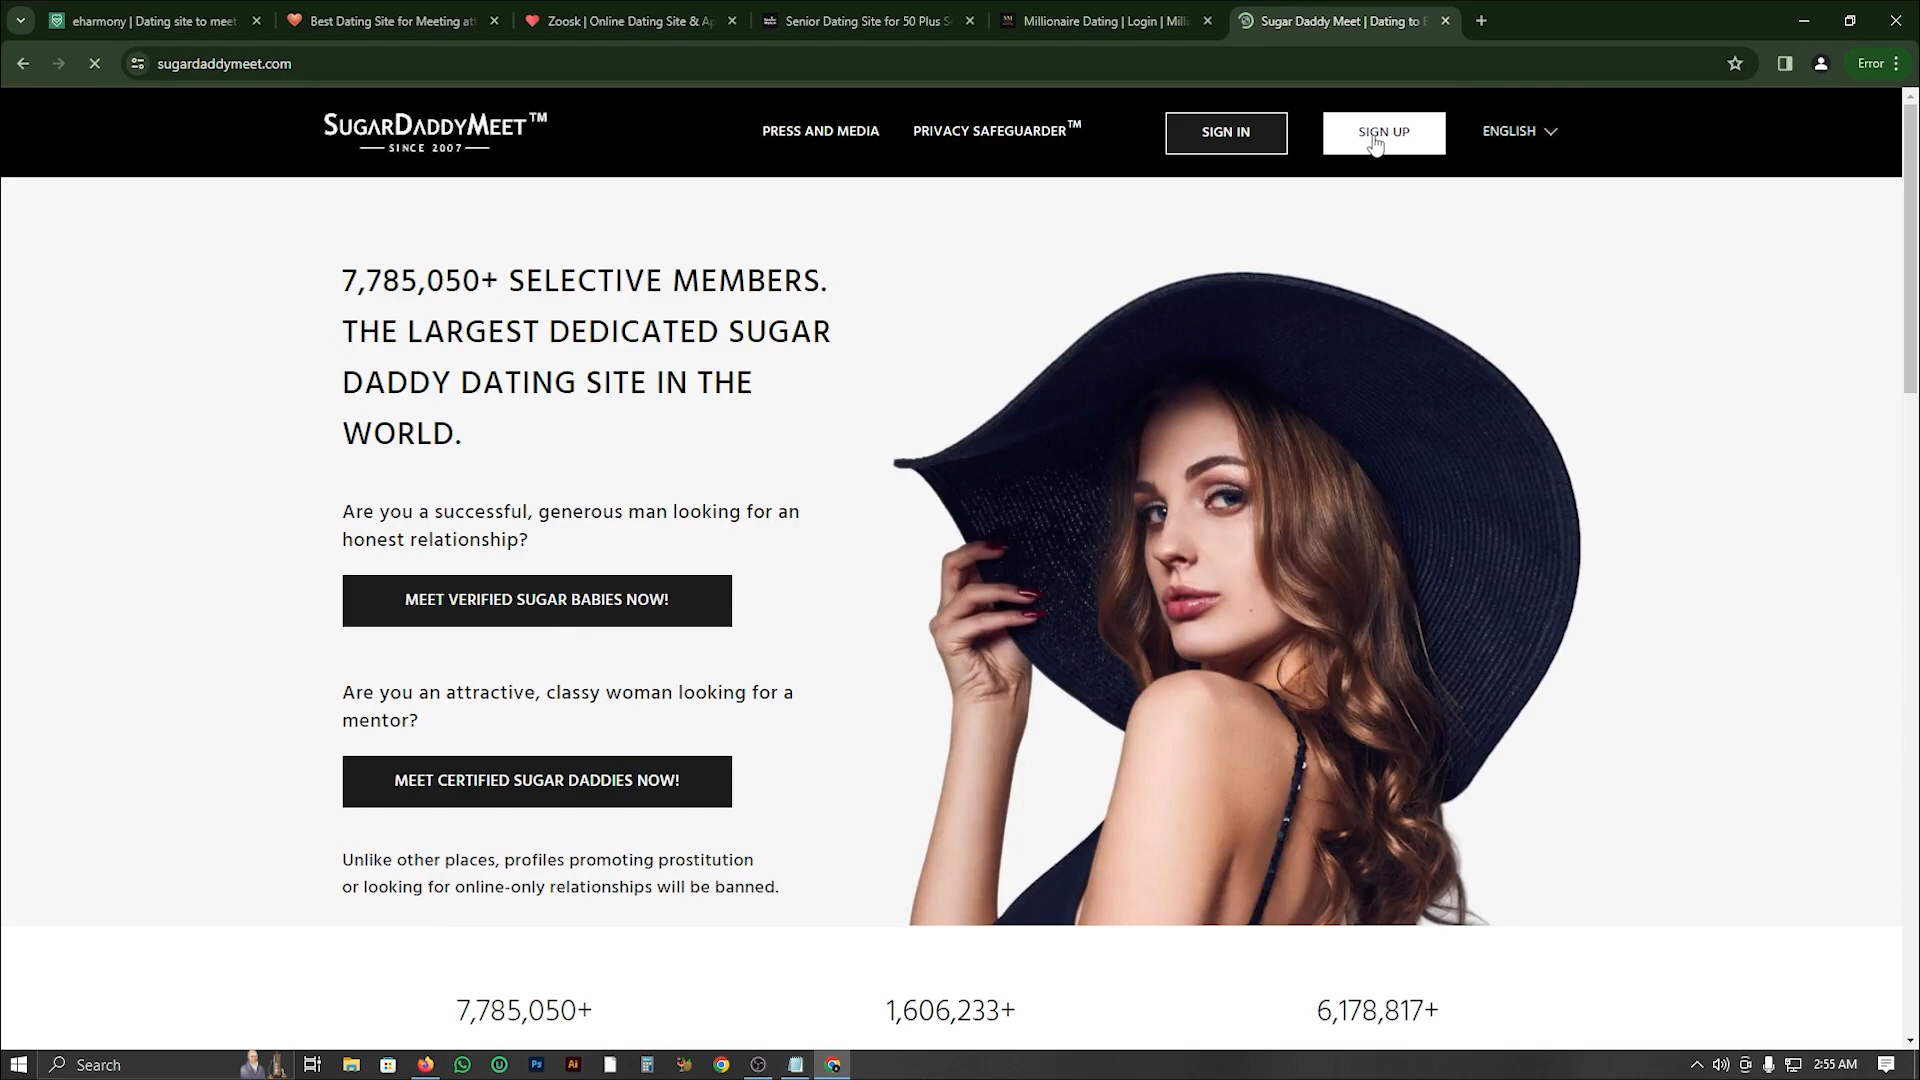 eharmony | Dating site to meet
Best Dating Site for Meeting att
Zoosk | Online Dating Site & Ap
Senior Dating Site for 50 Plus S
Millionaire Dating | Login | Milli
Sugar Daddy Meet | Dating to E
sugardaddymeet.com
Error
SUGARDADDYMEET™
SINCE 2007
PRESS AND MEDIA
PRIVACY SAFEGUARDER™
SIGN IN
SIGN UP
ENGLISH
7,785,050+ SELECTIVE MEMBERS.
THE LARGEST DEDICATED SUGAR
DADDY DATING SITE IN THE
WORLD.
Are you a successful, generous man looking for an
honest relationship?
MEET VERIFIED SUGAR BABIES NOW!
Are you an attractive, classy woman looking for a
mentor?
MEET CERTIFIED SUGAR DADDIES NOW!
Unlike other places, profiles promoting prostitution
or looking for online-only relationships will be banned.
7,785,050+
1,606,233+
6,178,817+
Search
Ps
Ai
2:55 AM